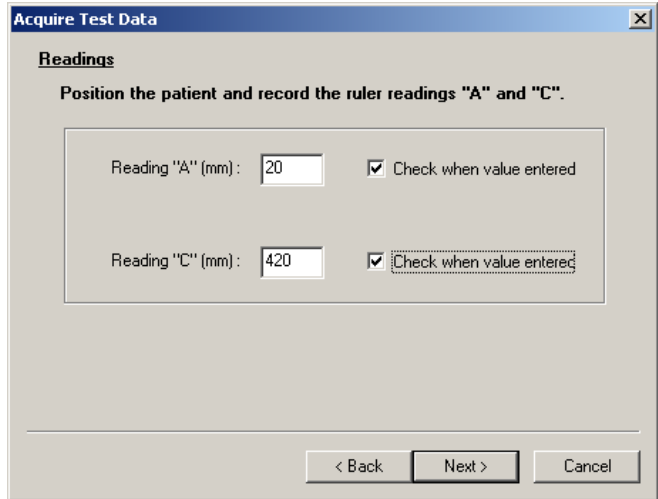 Acquire Test Data
Readings
Position the patient and record the ruler readings "A" and "C".
Reading "A" (mm) : 20 Check when value entered
Reading "C" (mm) : 420 Check when value entered
< Back Next > Cancel